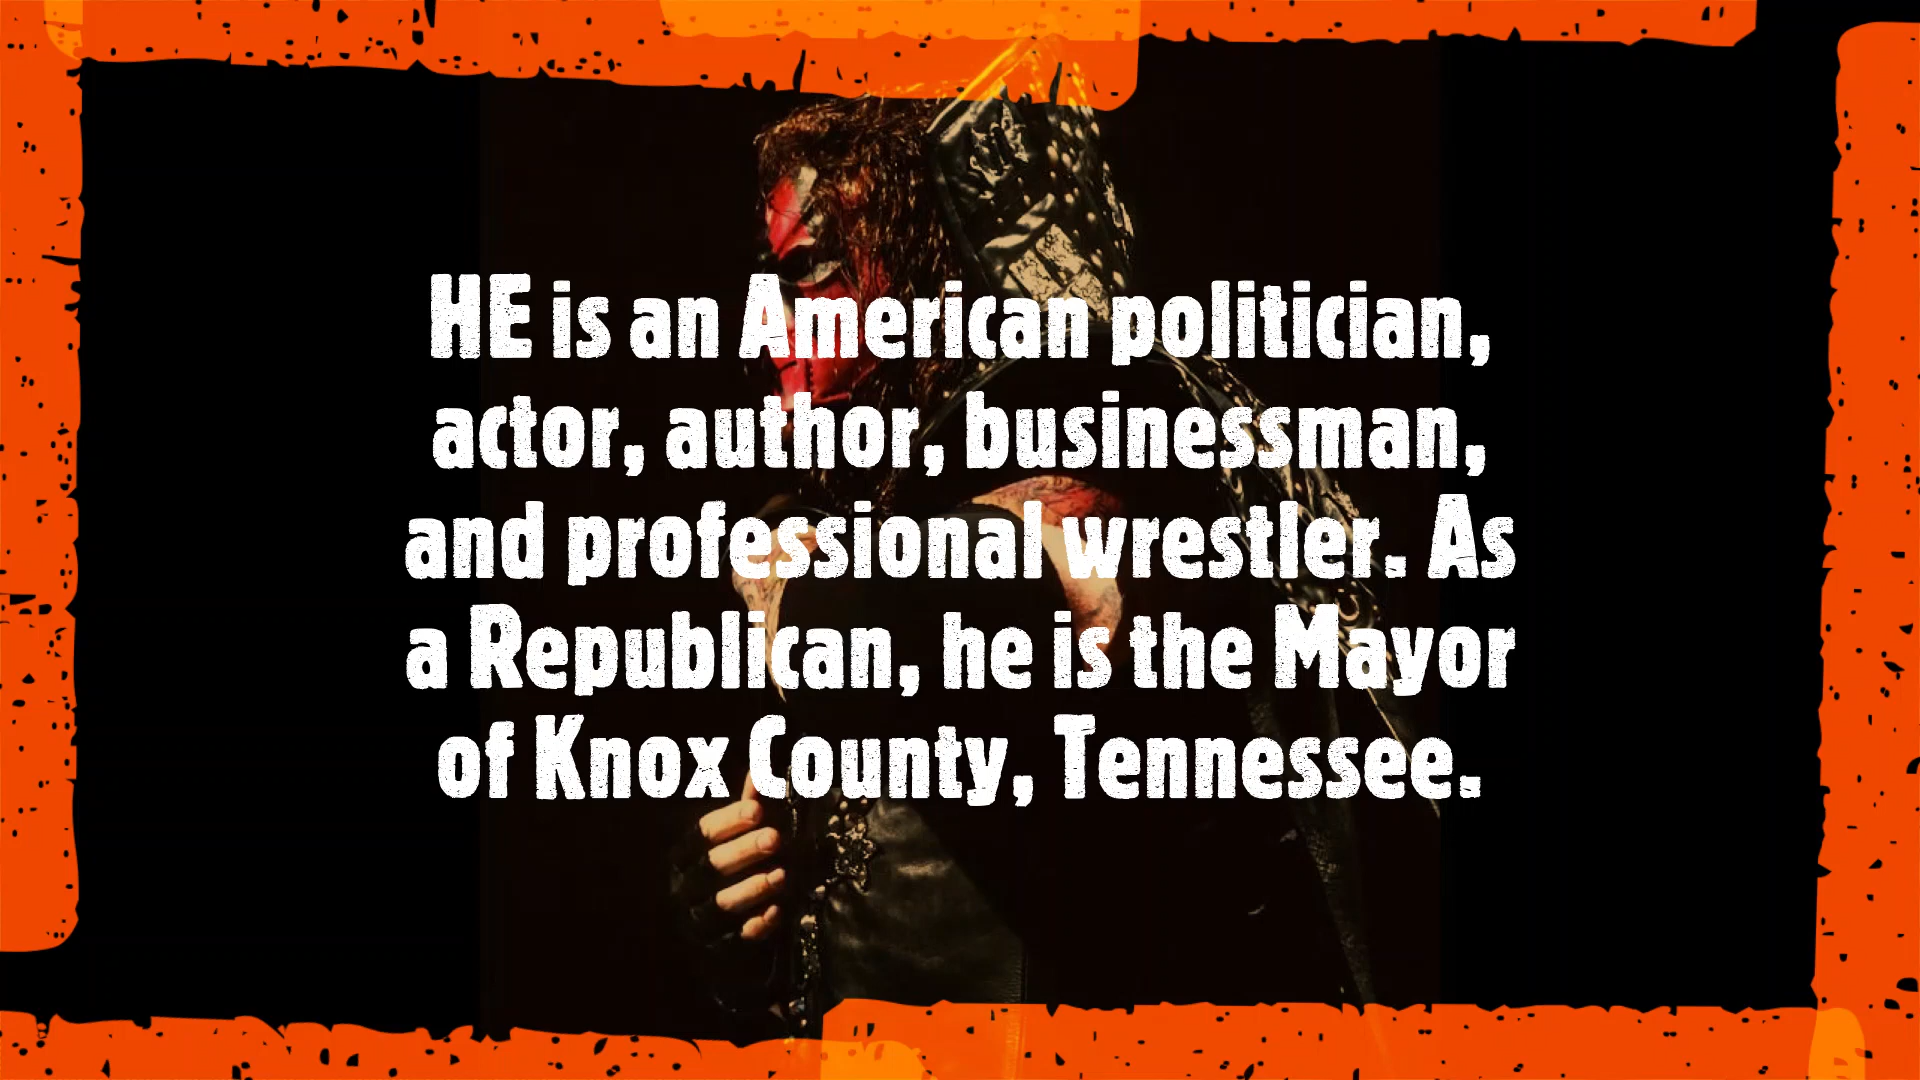 HE is an American politician,
actor, author, businessman,
and professional wrestler. As
a Republican, he is the Mayor
of Knox County, Tennessee.